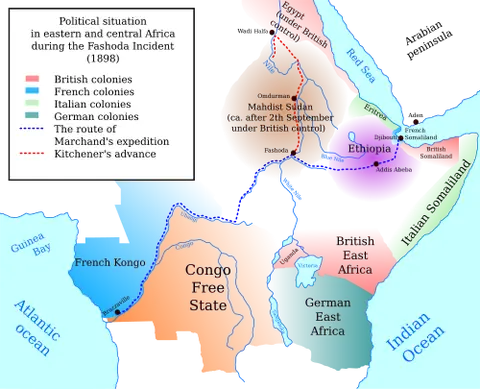 Political situation
in eastern and central Africa
during the Fashoda Incident
(1898)
British colonies
French colonies
Italian colonies
German colonies
The route of
Marchand's expedition
Kitchener's advance
Egypt
(under British
control)
Wadi Halfa
Nile
Red Sea
Arabian
peninsula
Omdurman
Mahdist Sudan
(ca. after 2th September
under British control)
Eritrea
Aden
Djibouti
French
Somaliland
Fashoda
Blue Nile
Ethiopia
British
Somaliland
Addis Abeba
White Nile
Italian Somaliland
Guinea
Bay
Ubangi
Congo
French Kongo
Congo
Free
State
Uganda
Victoria
British
East
Africa
Brazzaville
German
East
Africa
Atlantic
ocean
Indian
Ocean